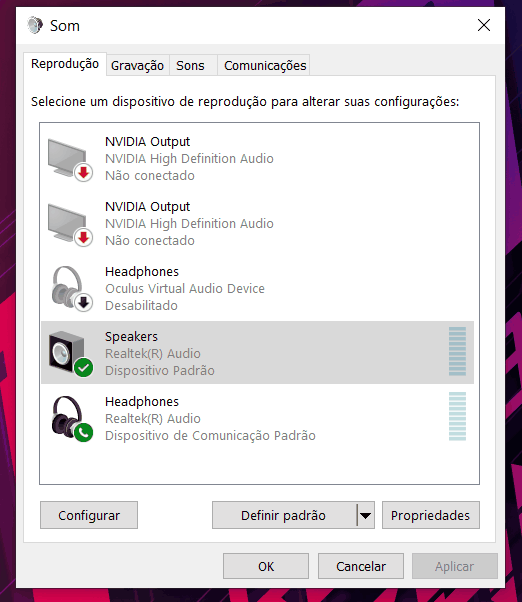 Som
Reprodução
Gravação
Sons
Comunicações
Selecione um dispositivo de reprodução para alterar suas configurações:
NVIDIA Output
NVIDIA High Definition Audio
Não conectado
NVIDIA Output
NVIDIA High Definition Audio
Não conectado
Headphones
Oculus Virtual Audio Device
Desabilitado
Speakers
Realtek(R) Audio
Dispositivo Padrão
Headphones
Realtek(R) Audio
Dispositivo de Comunicação Padrão
Configurar
Definir padrão
Propriedades
OK
Cancelar
Aplicar